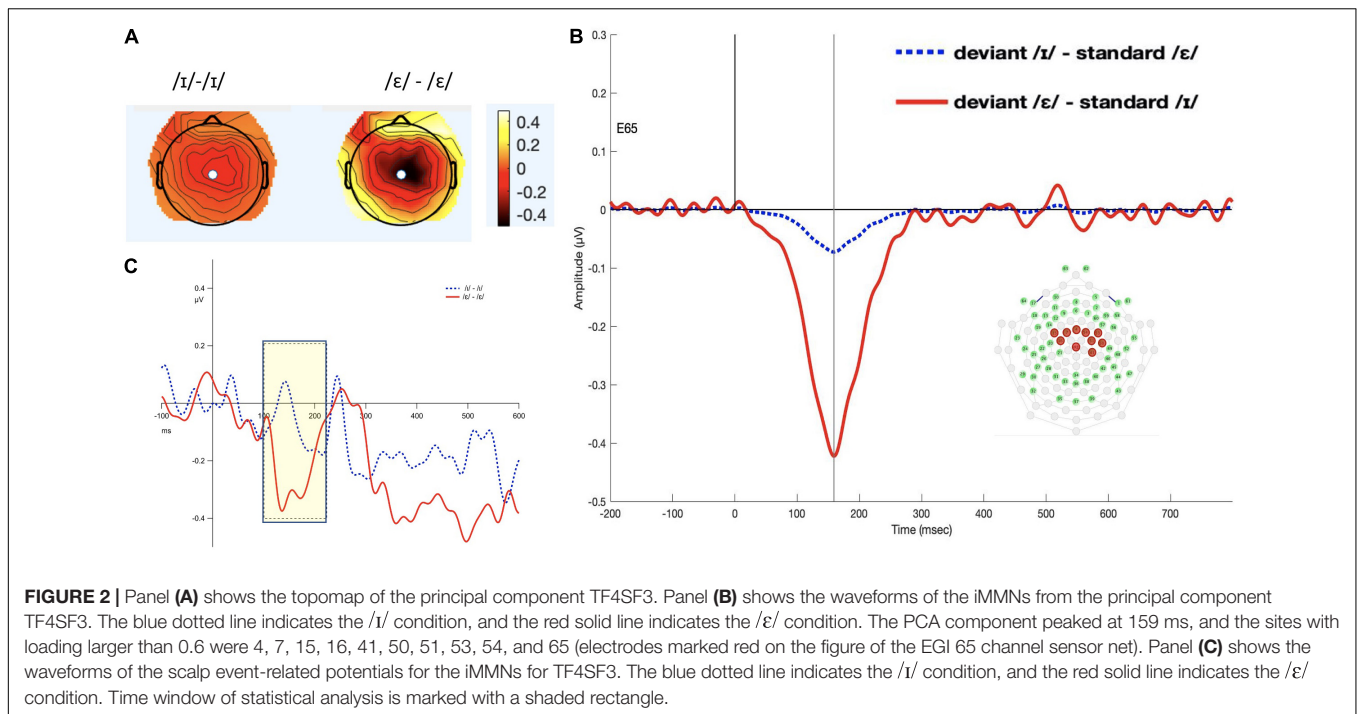 A
/ɪ/-/ɪ/
/ɛ/ - /ɛ/
0.4
0.2
0
-0.2
-0.4
B
deviant /ɪ/ - standard /ɛ/
deviant /ɛ/ - standard /ɪ/
E65
0.3
0.2
0.1
0
-0.1
-0.2
-0.3
-0.4
-0.5
Amplitude (µV)
-200 -100 0 100 200 300 400 500 600 700
Time (msec)
C
0.4
µV
0.2
-0.2
-0.4
/ɪ/ - /ɪ/
/ɛ/ - /ɛ/
-100 0 100 200 300 400 500 600
ms
FIGURE 2 | Panel (A) shows the topomap of the principal component TF4SF3. Panel (B) shows the waveforms of the iMMNs from the principal component
TF4SF3. The blue dotted line indicates the /ɪ/ condition, and the red solid line indicates the /ɛ/ condition. The PCA component peaked at 159 ms, and the sites with
loading larger than 0.6 were 4, 7, 15, 16, 41, 50, 51, 53, 54, and 65 (electrodes marked red on the figure of the EGI 65 channel sensor net). Panel (C) shows the
waveforms of the scalp event-related potentials for the iMMNs for TF4SF3. The blue dotted line indicates the /ɪ/ condition, and the red solid line indicates the /ɛ/
condition. Time window of statistical analysis is marked with a shaded rectangle.